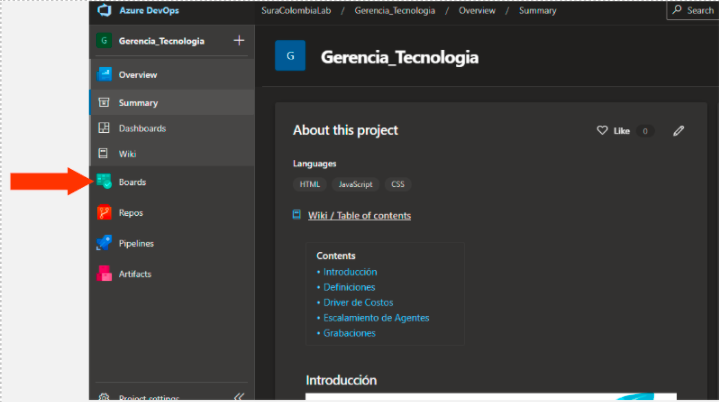 Azure DevOps
SuraColombiaLab / Gerencia_Tecnologia / Overview / Summary
Search
G Gerencia_Tecnologia +
Overview
Summary
Dashboards
Wiki
Boards
Repos
Pipelines
Artifacts
Project settings
G Gerencia_Tecnologia
About this project
Like 0
Languages
HTML JavaScript CSS
Wiki / Table of contents
Contents
• Introducción
• Definiciones
• Driver de Costos
• Escalamiento de Agentes
• Grabaciones
Introducción